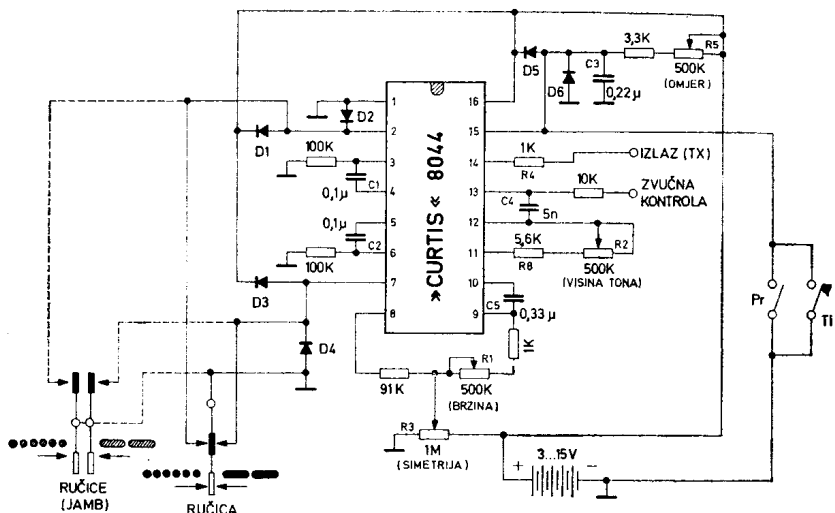 3,3K
R5
500K
(OMJER)
D5
C3
D6
0,22µ
1
16
D2
2
15
D1
1K
IZLAZ (TX)
100K
3
14
R4
0,1µ
C1
4
13
10K
ZVUČNA
KONTROLA
»CURTIS« 8044
C4
5n
0,1µ
5
12
C2
6
11
5,6K
R8
R2
500K
(VISINA TONA)
100K
D3
7
10
C5
0,33 µ
8
9
1K
Pr
Ti
D4
91K
R1
500K
(BRZINA)
R3
1M
(SIMETRIJA)
3...15V
+
-
RUČICE
(JAMB)
RUČICA